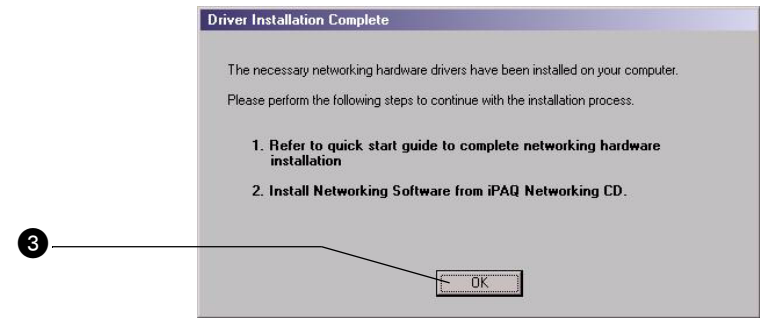 Driver Installation Complete
The necessary networking hardware drivers have been installed on your computer.
Please perform the following steps to continue with the installation process.
1. Refer to quick start guide to complete networking hardware
installation
2. Install Networking Software from iPAQ Networking CD.
3
OK